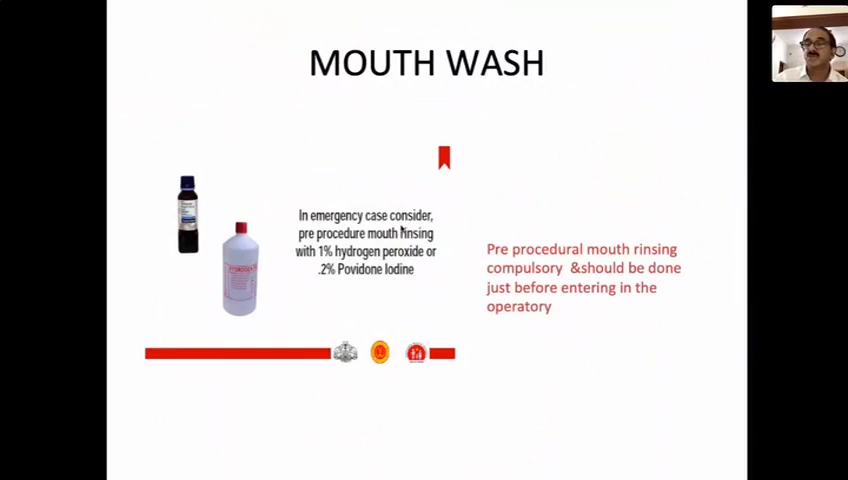 MOUTH WASH
In emergency case consider,
pre procedure mouth rinsing
with 1% hydrogen peroxide or
.2% Povidone Iodine
Pre procedural mouth rinsing
compulsory &should be done
just before entering in the
operatory